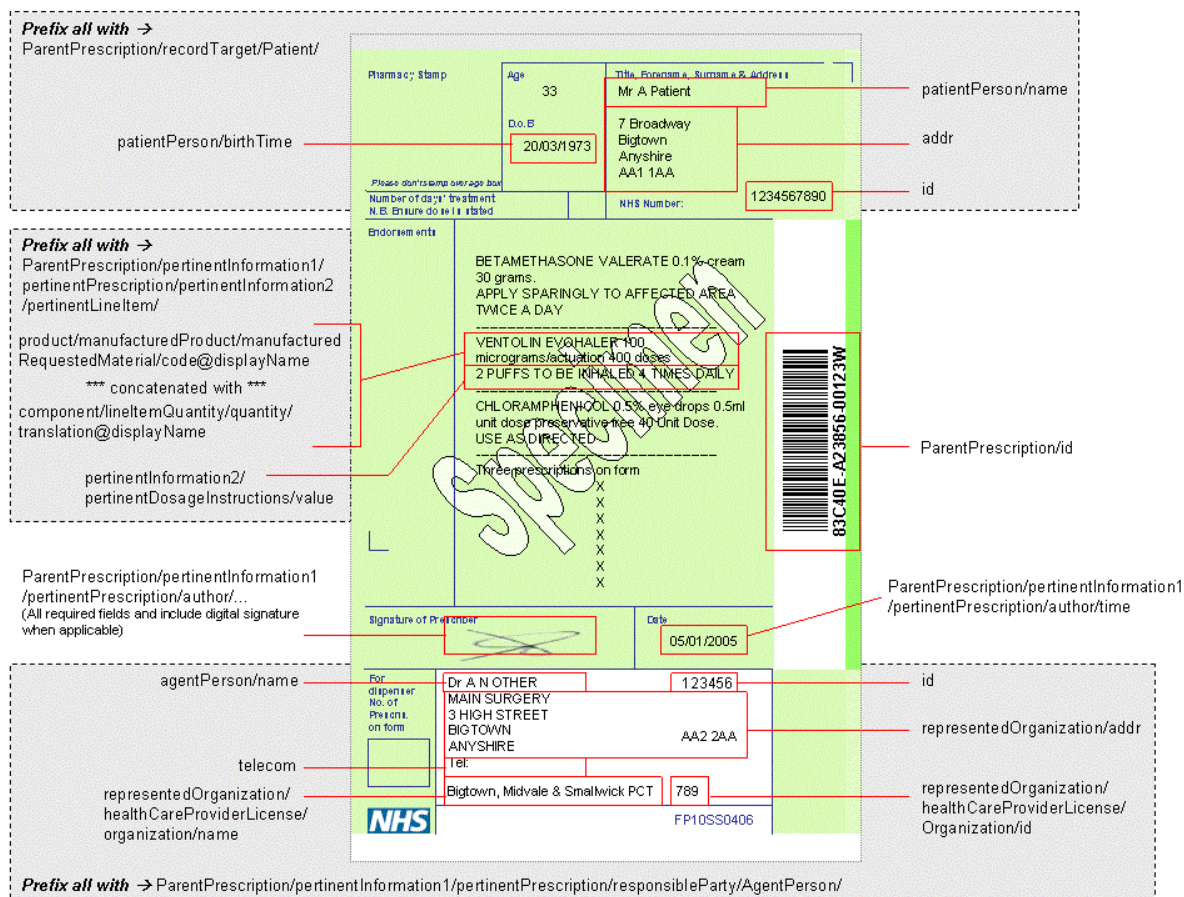 Prefix all with →
ParentPrescription/recordTarget/Patient/
Pharmacy Stamp
Age
33
Title, Forename, Surname & Address
Mr A Patient
patientPerson/name
D.o.B
20/03/1973
patientPerson/birthTime
7 Broadway
Bigtown
Anyshire
AA1 1AA
addr
Please don't stamp over age box
Number of days' treatment
N.B. Ensure dose is stated
NHS Number:
1234567890
id
Prefix all with →
ParentPrescription/pertinentInformation1/
pertinentPrescription/pertinentInformation2
/pertinentLineItem/
product/manufacturedProduct/manufactured
RequestedMaterial/code@displayName
*** concatenated with ***
component/lineItemQuantity/quantity/
translation@displayName
pertinentInformation2/
pertinentDosageInstructions/value
Endorsements
BETAMETHASONE VALERATE 0.1% cream
30 grams.
APPLY SPARINGLY TO AFFECTED AREA
TWICE A DAY
VENTOLIN EVOHALER 100
micrograms/actuation 400 doses
2 PUFFS TO BE INHALED 4 TIMES DAILY
CHLORAMPHENICOL 0.5% eye drops 0.5ml
unit dose preservative free 40 Unit Dose.
USE AS DIRECTED
Three prescriptions on form
X
X
X
X
X
X
X
Specimen
83C40E-A23856-00123W
ParentPrescription/id
ParentPrescription/pertinentInformation1
/pertinentPrescription/author/...
(All required fields and include digital signature
when applicable)
Signature of Prescriber
Date
05/01/2005
ParentPrescription/pertinentInformation1
/pertinentPrescription/author/time
agentPerson/name
For
dispenser
No. of
Prescns.
on form
Dr A N OTHER
123456
id
MAIN SURGERY
3 HIGH STREET
BIGTOWN
AA2 2AA
ANYSHIRE
representedOrganization/addr
telecom
Tel:
representedOrganization/
healthCareProviderLicense/
organization/name
Bigtown, Midvale & Smallwick PCT
789
representedOrganization/
healthCareProviderLicense/
Organization/id
NHS
FP10SS0406
Prefix all with → ParentPrescription/pertinentInformation1/pertinentPrescription/responsibleParty/AgentPerson/